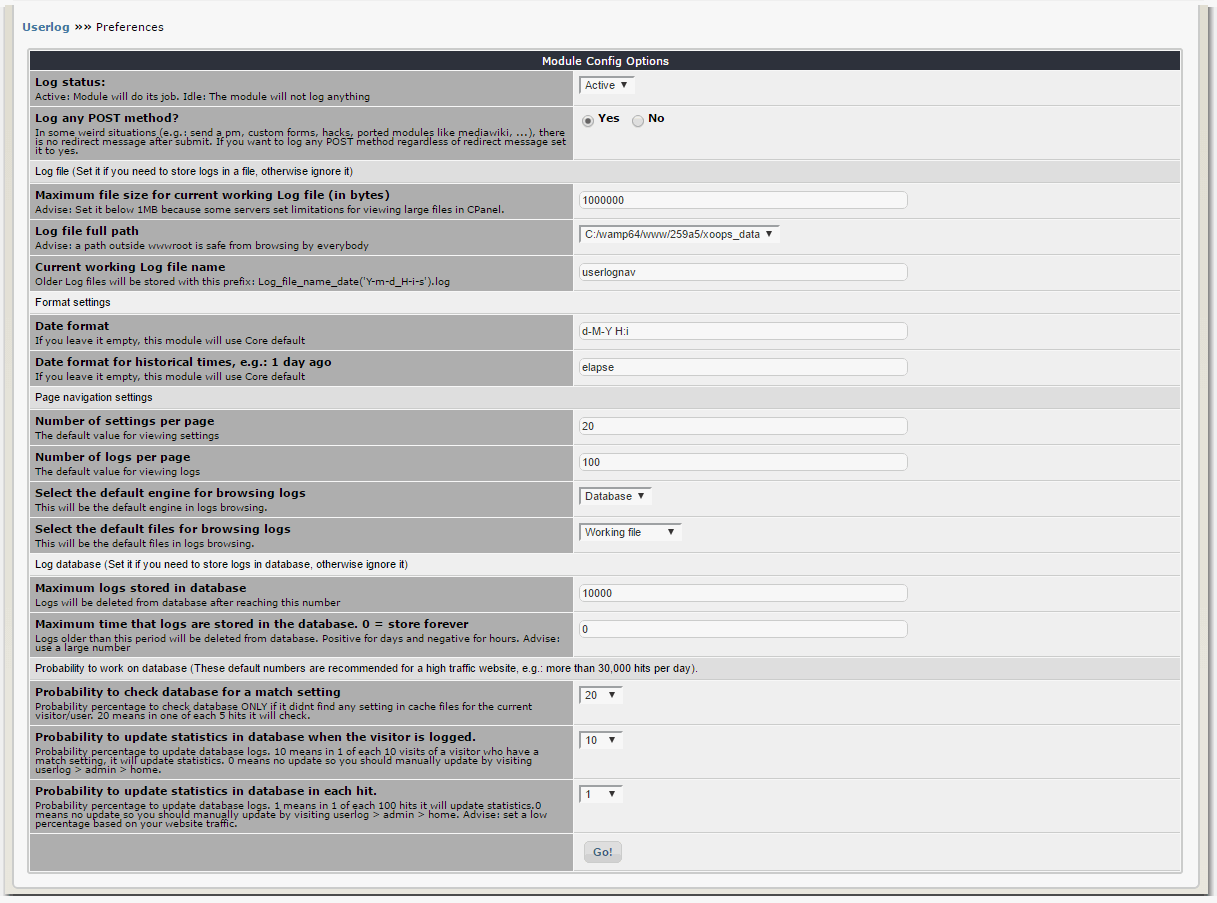 Userlog »» Preferences
Module Config Options
Log status:
Active: Module will do its job. Idle: The module will not log anything
Active ▼
Log any POST method?
In some weird situations (e.g.: send a pm, custom forms, hacks, ported modules like mediawiki, ...), there
is no redirect message after submit. If you want to log any POST method regardless of redirect message set
it to yes.
Yes No
Log file (Set it if you need to store logs in a file, otherwise ignore it)
Maximum file size for current working Log file (in bytes)
Advise: Set it below 1MB because some servers set limitations for viewing large files in CPanel.
1000000
Log file full path
Advise: a path outside wwwroot is safe from browsing by everybody
C:/wamp64/www/259a5/xoops_data ▼
Current working Log file name
Older Log files will be stored with this prefix: Log_file_name_date('Y-m-d_H-i-s').log
userlognav
Format settings
Date format
If you leave it empty, this module will use Core default
d-M-Y H:i
Date format for historical times, e.g.: 1 day ago
If you leave it empty, this module will use Core default
elapse
Page navigation settings
Number of settings per page
The default value for viewing settings
20
Number of logs per page
The default value for viewing logs
100
Select the default engine for browsing logs
This will be the default engine in logs browsing.
Database ▼
Select the default files for browsing logs
This will be the default files in logs browsing.
Working file ▼
Log database (Set it if you need to store logs in database, otherwise ignore it)
Maximum logs stored in database
Logs will be deleted from database after reaching this number
10000
Maximum time that logs are stored in the database. 0 = store forever
Logs older than this period will be deleted from database. Positive for days and negative for hours. Advise:
use a large number
0
Probability to work on database (These default numbers are recommended for a high traffic website, e.g.: more than 30,000 hits per day).
Probability to check database for a match setting
Probability percentage to check database ONLY if it didnt find any setting in cache files for the current
visitor/user. 20 means in one of each 5 hits it will check.
20 ▼
Probability to update statistics in database when the visitor is logged.
Probability percentage to update database logs. 10 means in 1 of each 10 visits of a visitor who have a
match setting, it will update statistics. 0 means no update so you should manually update by visiting
userlog > admin > home.
10 ▼
Probability to update statistics in database in each hit.
Probability percentage to update database logs. 1 means in 1 of each 100 hits it will update statistics.0
means no update so you should manually update by visiting userlog > admin > home. Advise: set a low
percentage based on your website traffic.
1 ▼
Go!